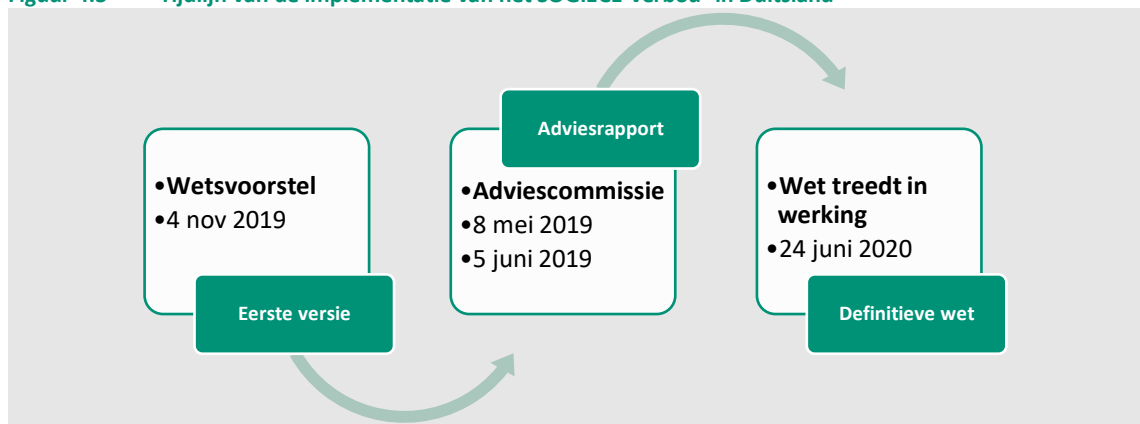 Wetsvoorstel
4 nov 2019
Eerste versie
Adviesrapport
Adviescommissie
8 mei 2019
5 juni 2019
Wet treedt in
werking
24 juni 2020
Definitieve wet